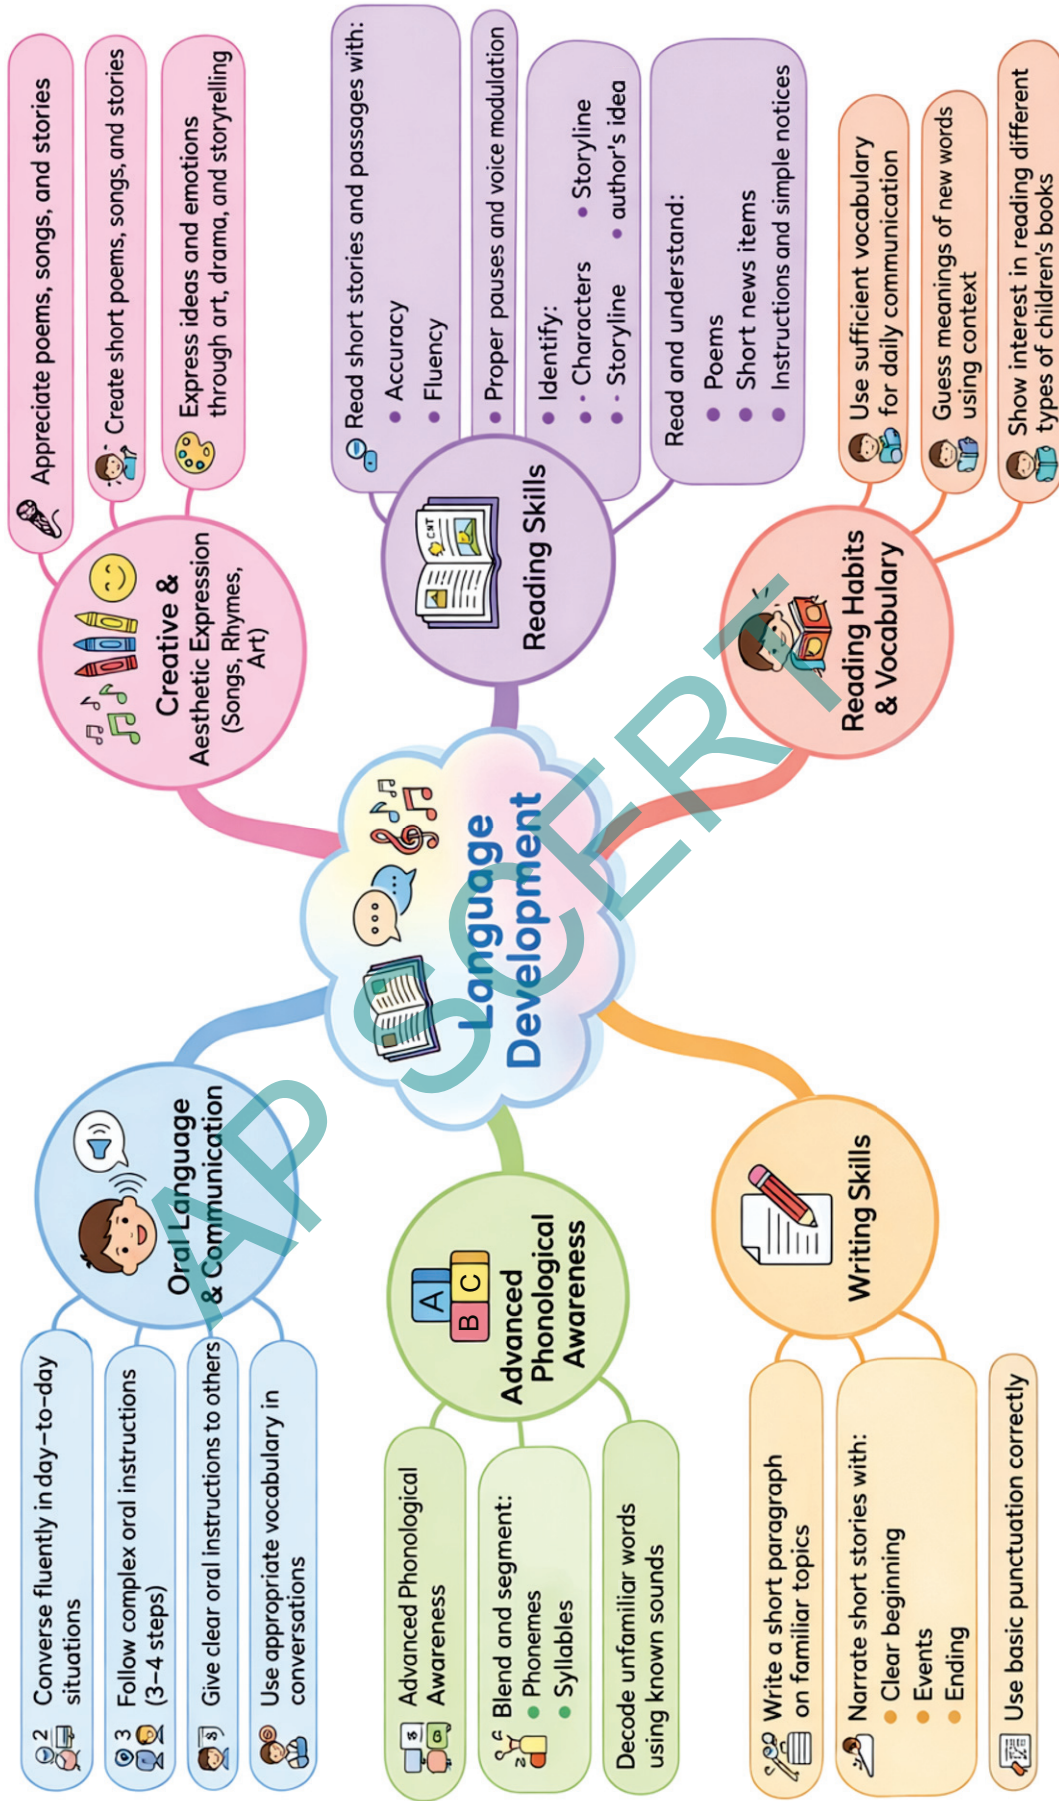 Language
Development
Oral Language
& Communication
2 Converse fluently in day-to-day
situations
3 Follow complex oral instructions
(3-4 steps)
Give clear oral instructions to others
Use appropriate vocabulary in
conversations
Creative &
Aesthetic Expression
(Songs, Rhymes,
Art)
Appreciate poems, songs, and stories
Create short poems, songs, and stories
Express ideas and emotions
through art, drama, and storytrelling
Advanced
Phonological
Awareness
A
B C
Advanced Phonological
Awareness
Blend and segment:
• Phonemes
• Syllables
Decode unfamiliar words
using known sounds
Reading Skills
Read short stories and passages with:
• Accuracy
• Fluency
• Proper pauses and voice modulation
• Identify:
• · Characters • Storyline
• · Storyline • author's idea
Read and understand:
• Poems
• Short news items
• Instructions and simple notices
Writing Skills
Write a short paragraph
on familiar topics
Narrate short stories with:
• Clear beginning
• Events
• Ending
Use basic punctuation correctly
Reading Habits
& Vocabulary
Use sufficient vocabulary
for daily communication
Guess meanings of new words
using context
Show interest in reading different
types of children's books
AP SCERT